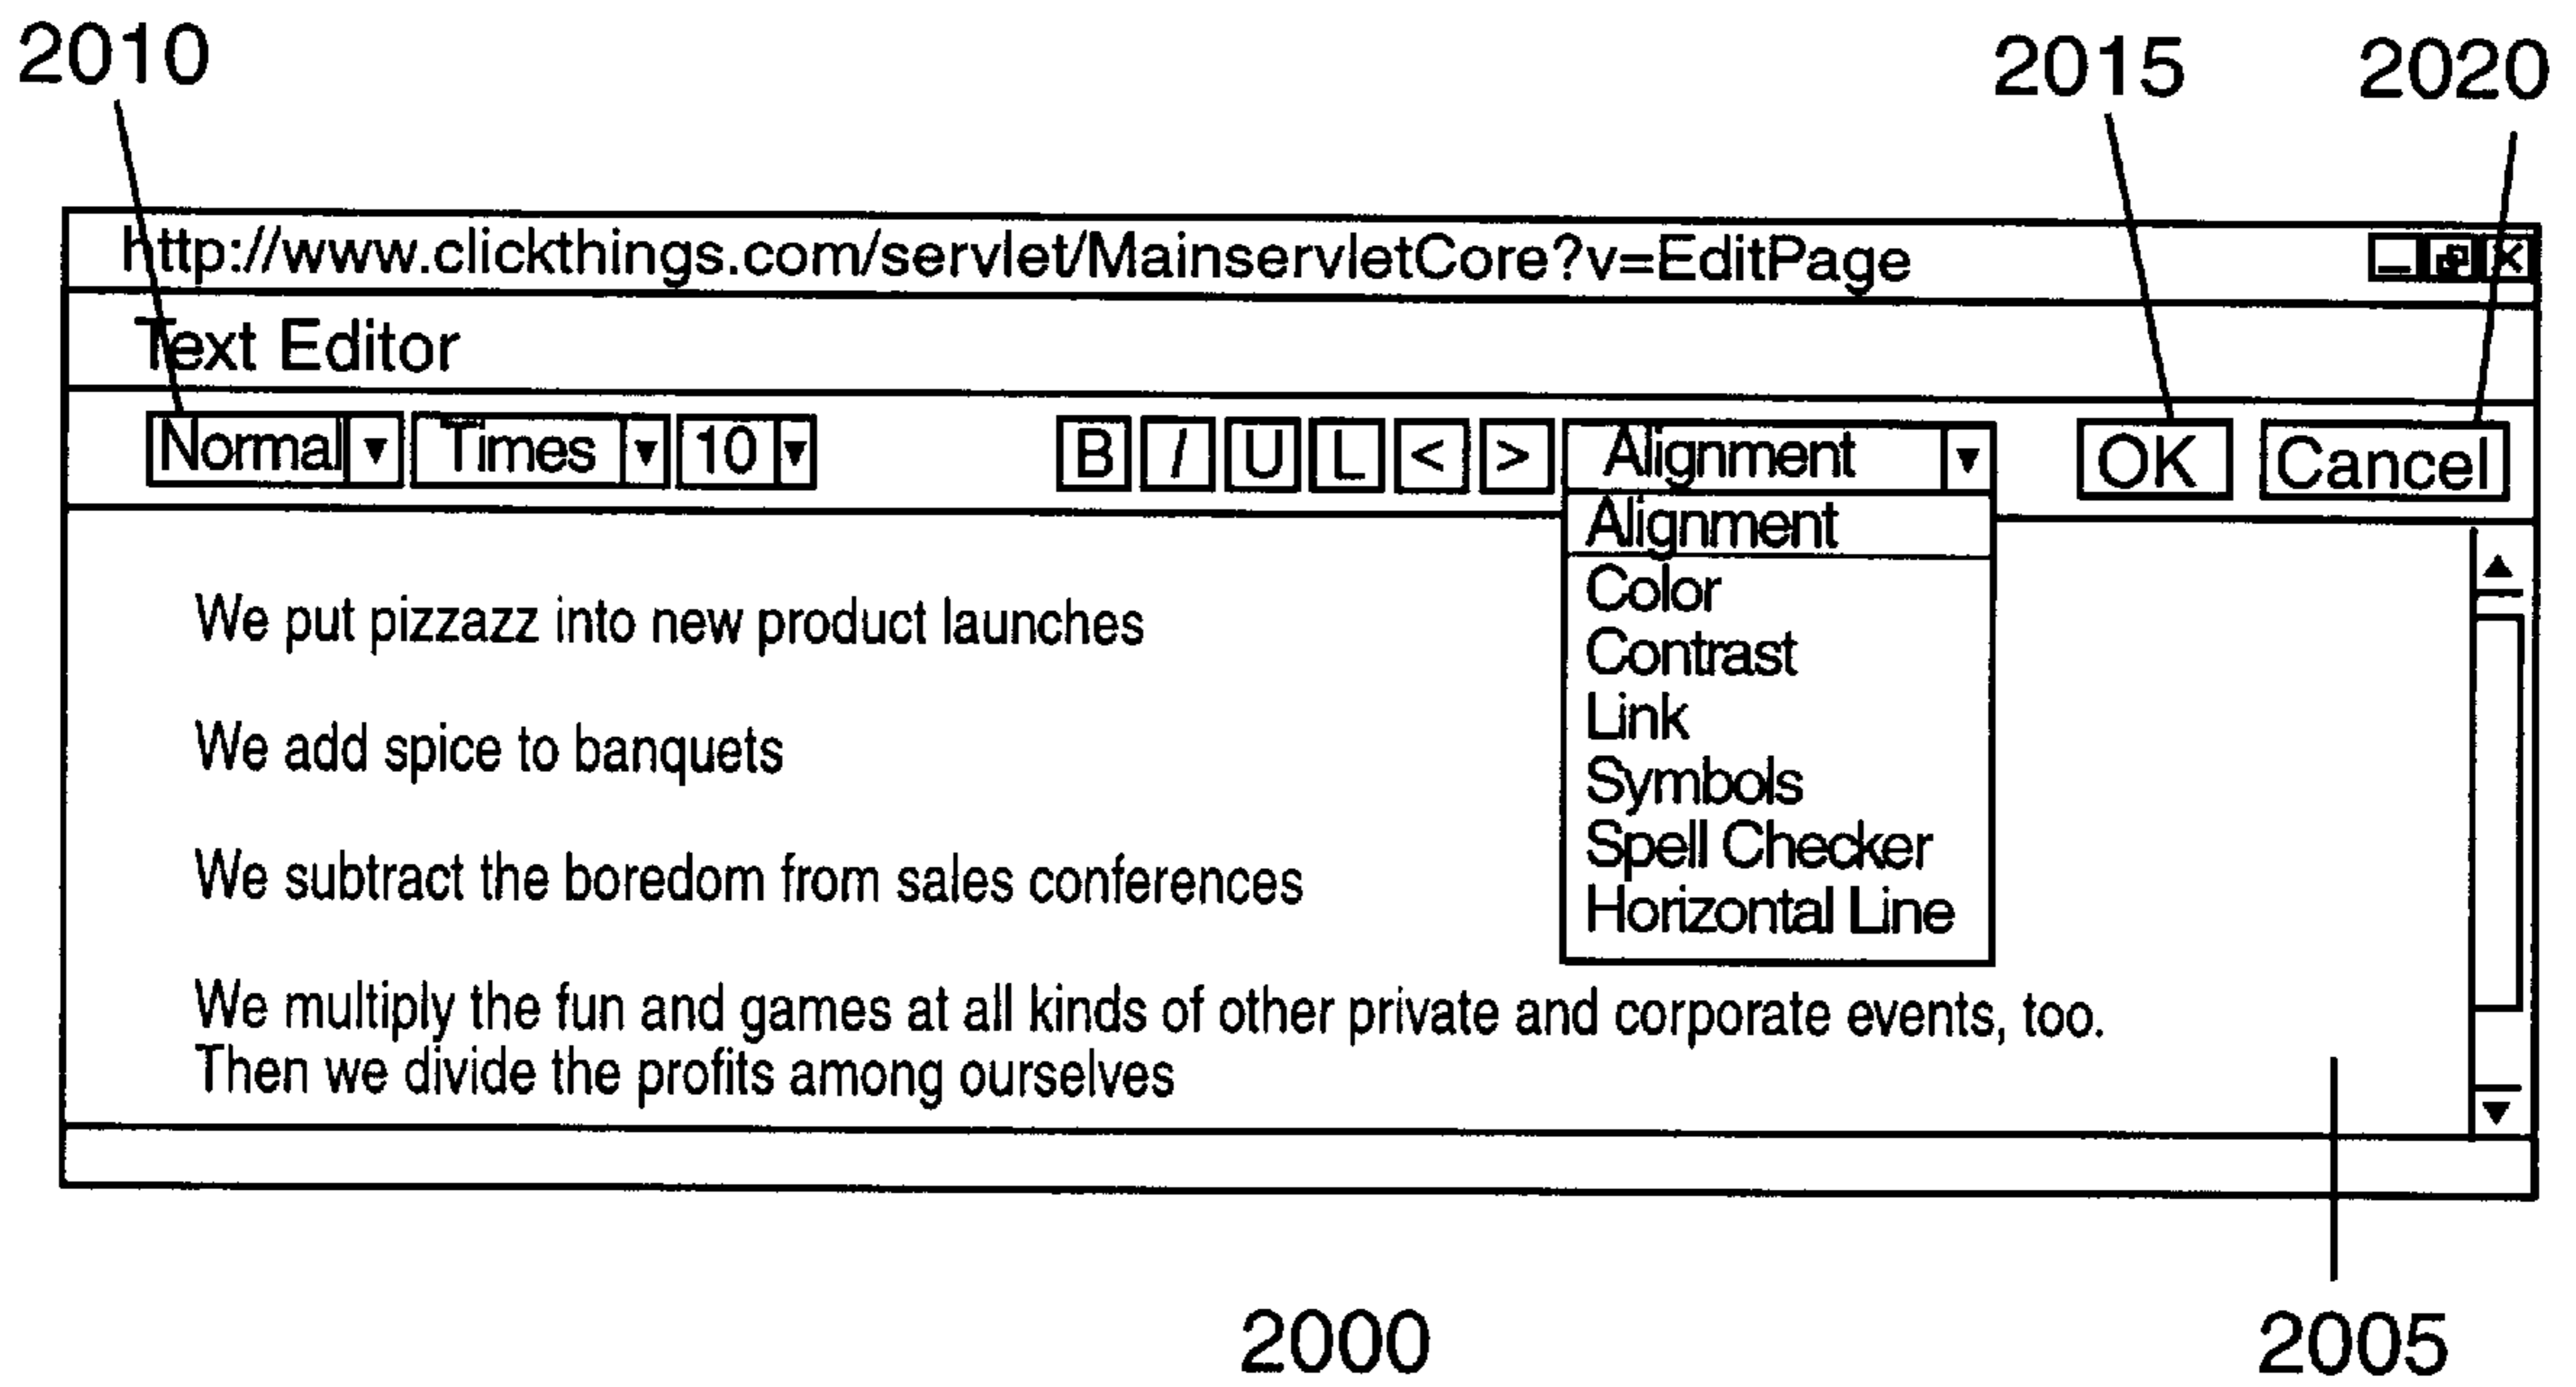 2010 2015 2020
http://www.clickthings.com/servlet/MainservletCore?v=EditPage
Text Editor
Normal Times 10 B I U L < > Alignment OK Cancel
Alignment
Color
Contrast
Link
Symbols
Spell Checker
Horizontal Line
We put pizzazz into new product launches
We add spice to banquets
We subtract the boredom from sales conferences
We multiply the fun and games at all kinds of other private and corporate events, too.
Then we divide the profits among ourselves
2000 2005